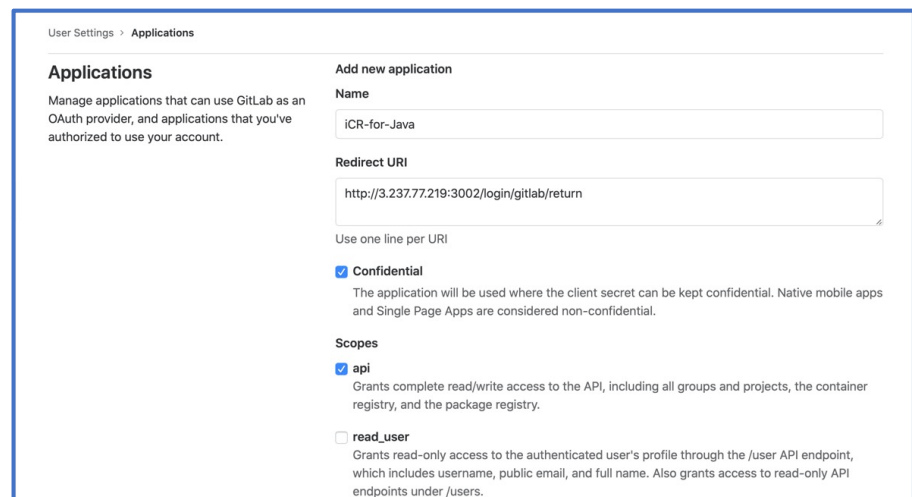 User Settings > Applications
Applications
Manage applications that can use GitLab as an
OAuth provider, and applications that you've
authorized to use your account.
Add new application
Name
iCR-for-Java
Redirect URI
http://3.237.77.219:3002/login/gitlab/return
Use one line per URI
Confidential
The application will be used where the client secret can be kept confidential. Native mobile apps
and Single Page Apps are considered non-confidential.
Scopes
api
Grants complete read/write access to the API, including all groups and projects, the container
registry, and the package registry.
read_user
Grants read-only access to the authenticated user's profile through the /user API endpoint,
which includes username, public email, and full name. Also grants access to read-only API
endpoints under /users.